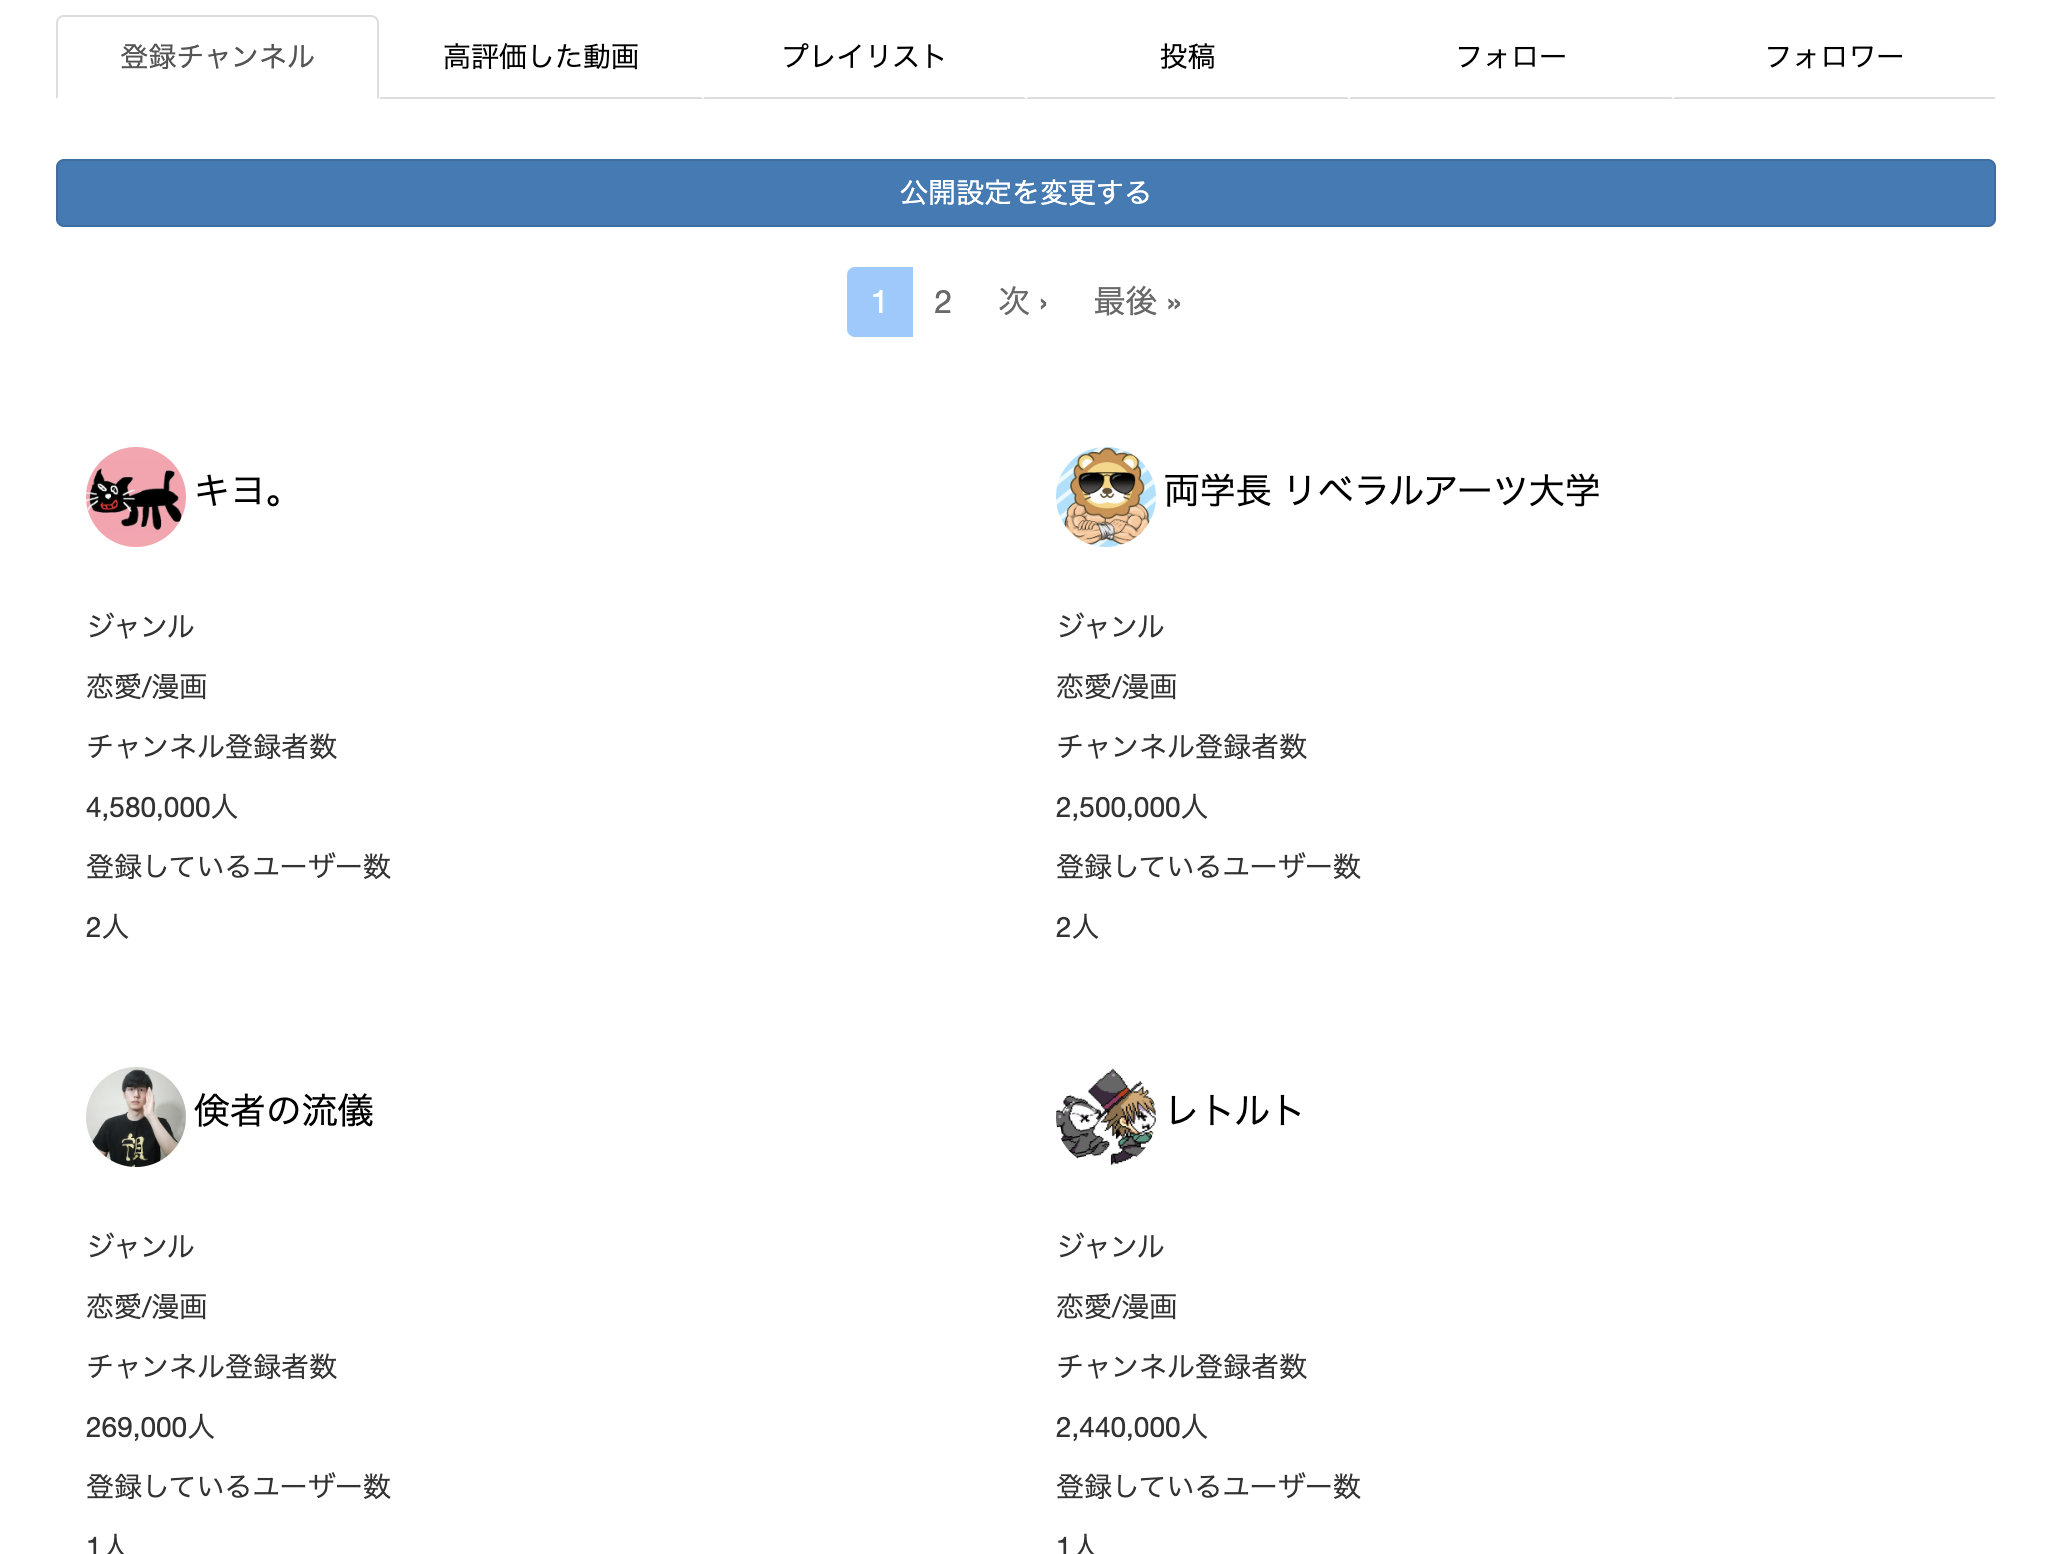 登録チャンネル 高評価した動画 プレイリスト 投稿 フォロー フォロワー
公開設定を変更する
1 2 次 › 最後 »
キヨ。
ジャンル
恋愛/漫画
チャンネル登録者数
4,580,000人
登録しているユーザー数
2人
両学長 リベラルアーツ大学
ジャンル
恋愛/漫画
チャンネル登録者数
2,500,000人
登録しているユーザー数
2人
倹者の流儀
ジャンル
恋愛/漫画
チャンネル登録者数
269,000人
登録しているユーザー数
1人
レトルト
ジャンル
恋愛/漫画
チャンネル登録者数
2,440,000人
登録しているユーザー数
1人